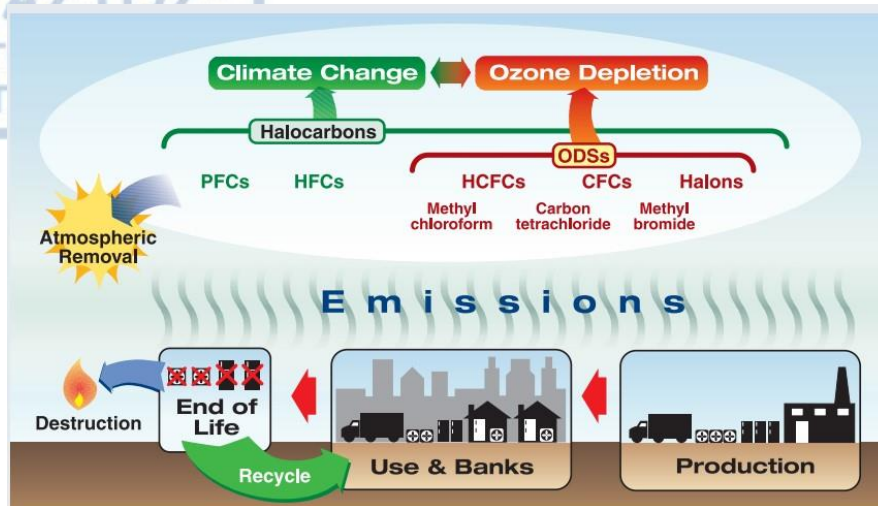 Climate Change
Ozone Depletion
Halocarbons
ODSs
PFCs
HFCs
HCFCs
CFCs
Halons
Methyl
chloroform
Carbon
tetrachloride
Methyl
bromide
Atmospheric
Removal
Emissions
Destruction
End of
Life
Recycle
Use & Banks
Production